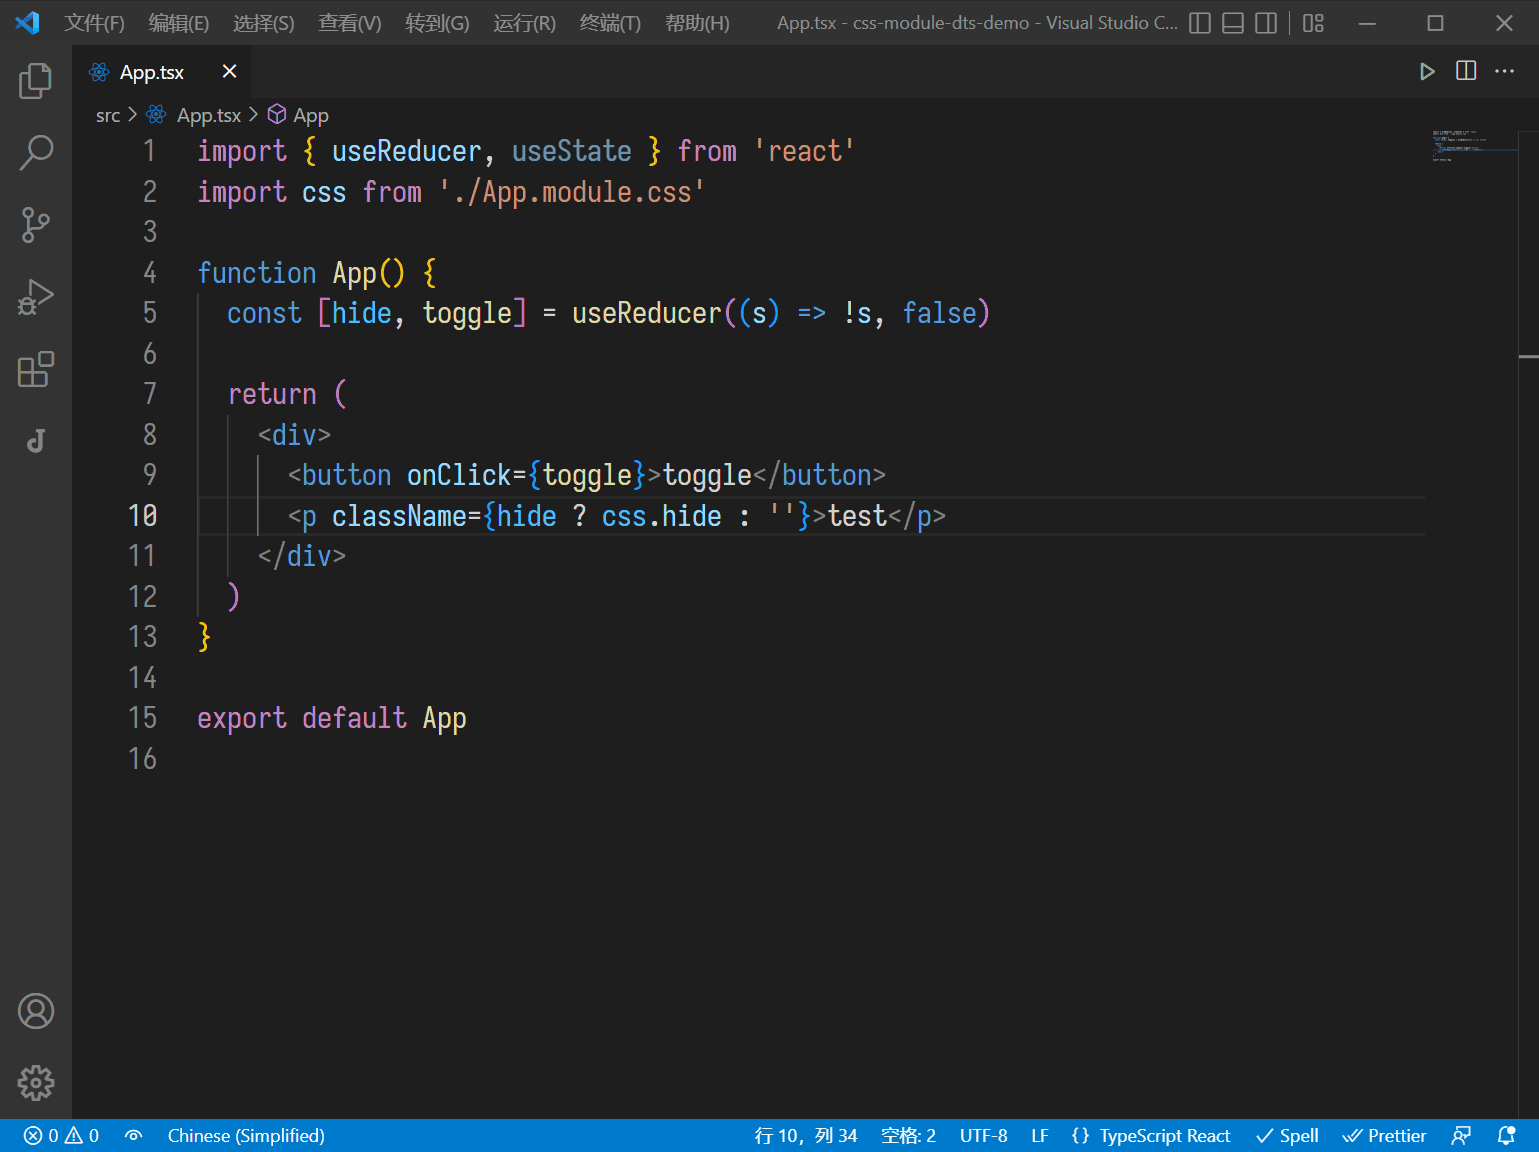 文件(F) 编辑(E) 选择(S) 查看(V) 转到(G) 运行(R) 终端(T) 帮助(H) App.tsx - css-module-dts-demo - Visual Studio C...
App.tsx
src > App.tsx > App
1 import { useReducer, useState } from 'react'
2 import css from './App.module.css'
3
4 function App() {
5 const [hide, toggle] = useReducer((s) => !s, false)
6
7 return (
8 <div>
9 <button onClick={toggle}>toggle</button>
10 <p className={hide ? css.hide : ''}>test</p>
11 </div>
12 )
13 }
14
15 export default App
16
0 0 Chinese (Simplified) 行 10，列 34 空格: 2 UTF-8 LF {} TypeScript React Spell Prettier